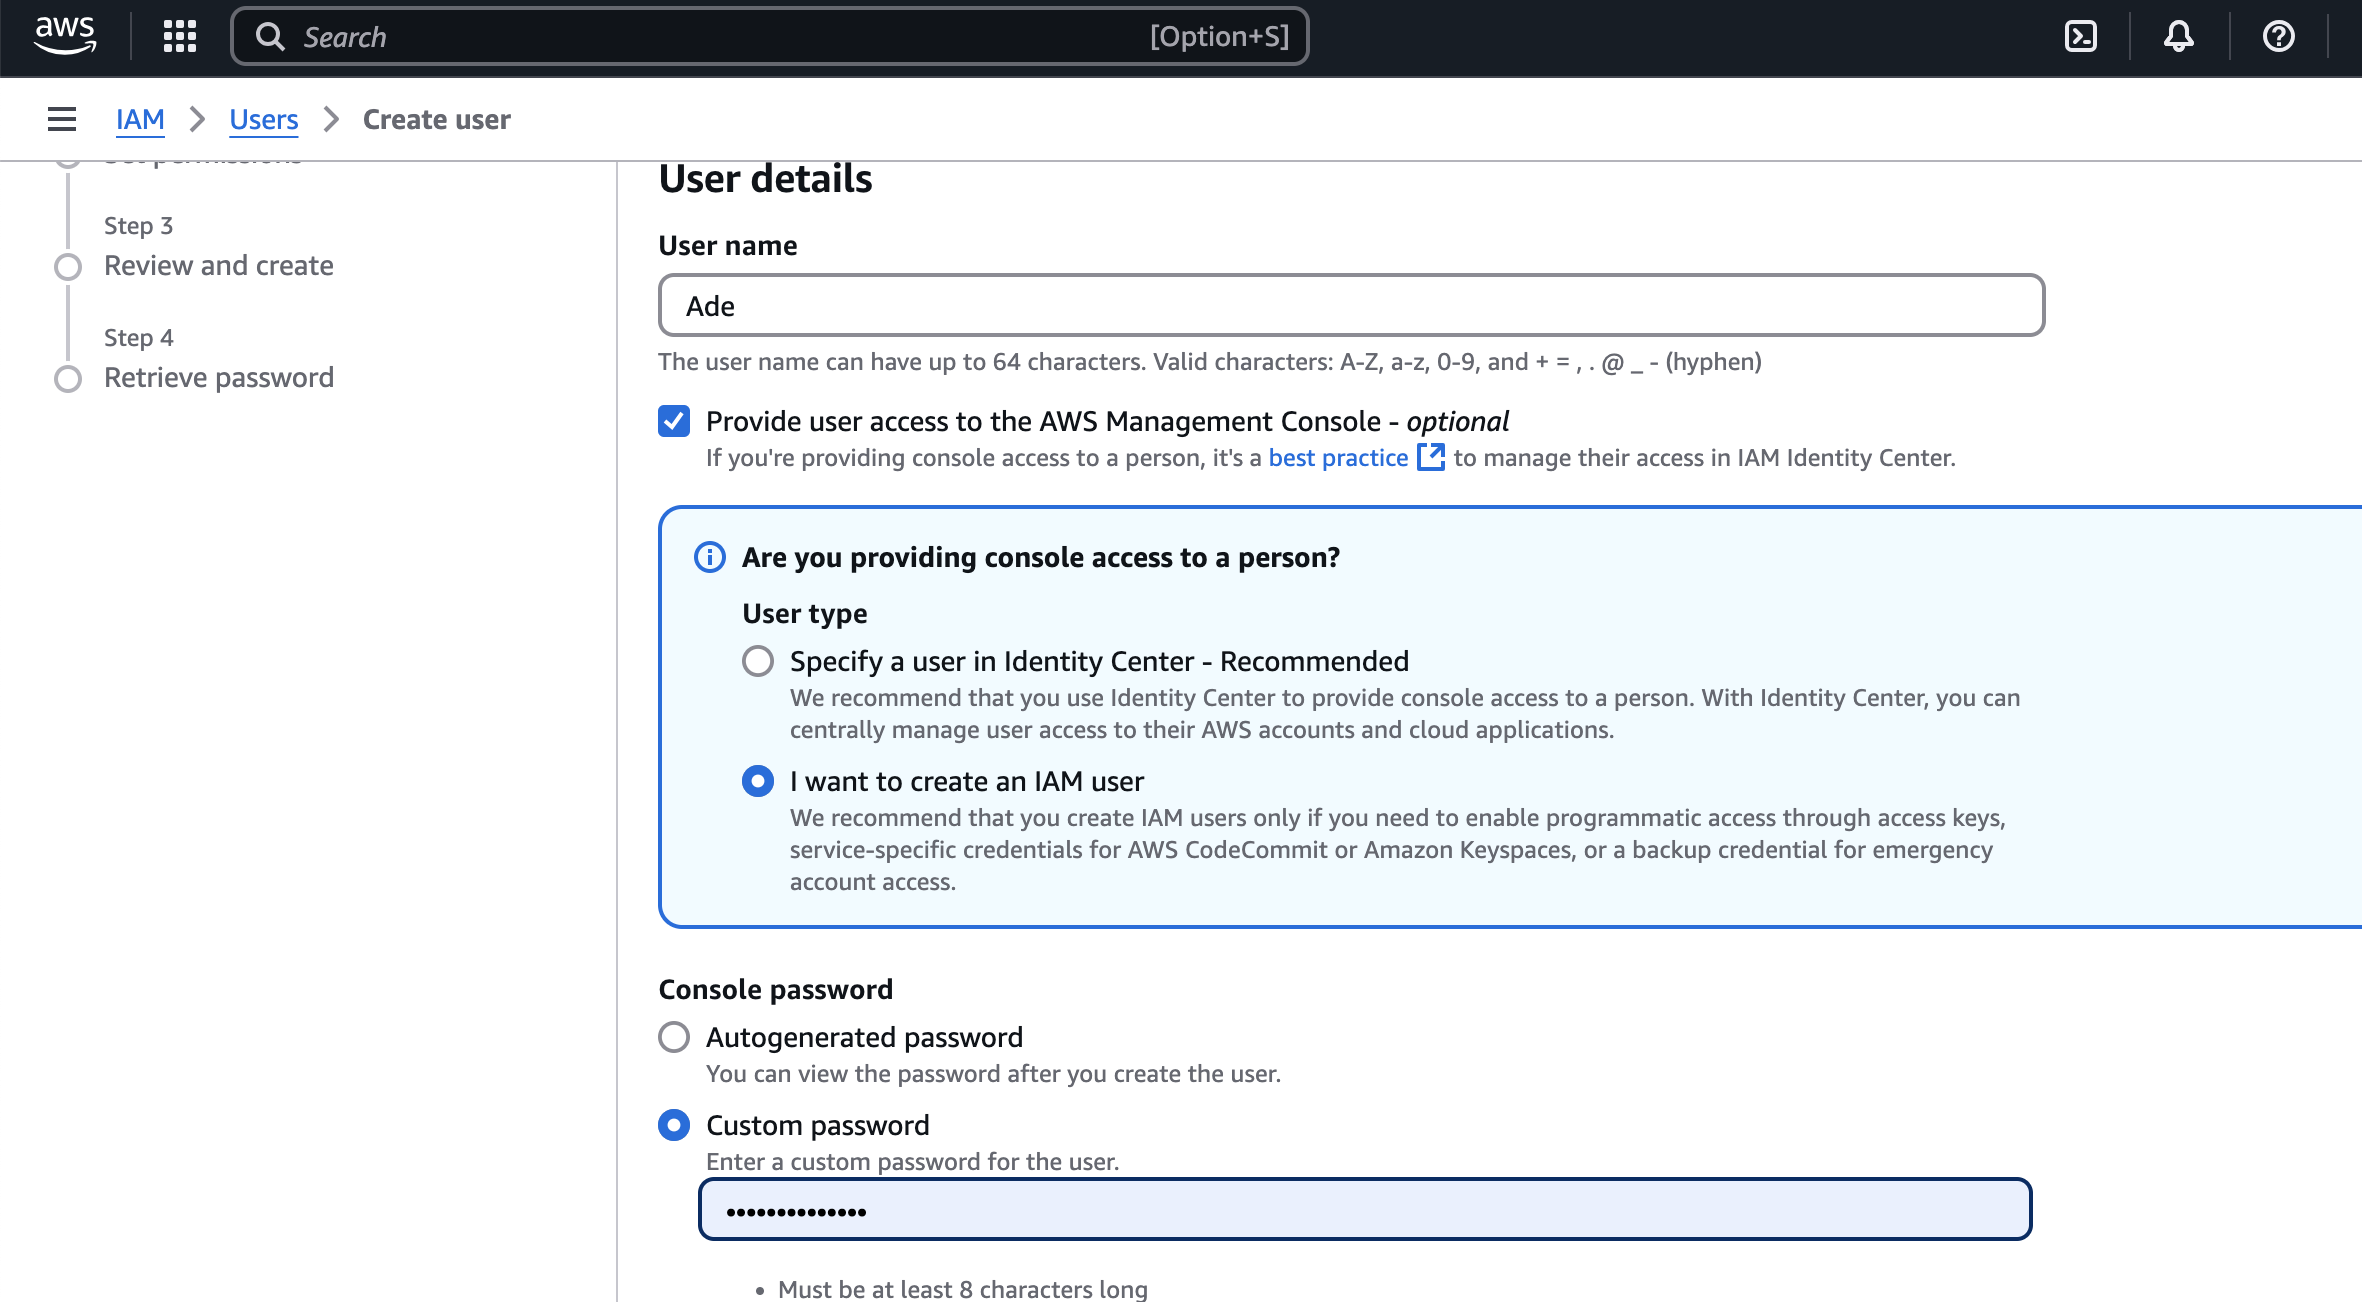 aws
Search [Option+S]
IAM Users Create user
Set permissions
Step 3
Review and create
Step 4
Retrieve password
User details
User name
Ade
The user name can have up to 64 characters. Valid characters: A-Z, a-z, 0-9, and + = , . @ _ - (hyphen)
Provide user access to the AWS Management Console - optional
If you're providing console access to a person, it's a best practice to manage their access in IAM Identity Center.
Are you providing console access to a person?
User type
Specify a user in Identity Center - Recommended
We recommend that you use Identity Center to provide console access to a person. With Identity Center, you can
centrally manage user access to their AWS accounts and cloud applications.
I want to create an IAM user
We recommend that you create IAM users only if you need to enable programmatic access through access keys,
service-specific credentials for AWS CodeCommit or Amazon Keyspaces, or a backup credential for emergency
account access.
Console password
Autogenerated password
You can view the password after you create the user.
Custom password
Enter a custom password for the user.
••••••••••••••
• Must be at least 8 characters long